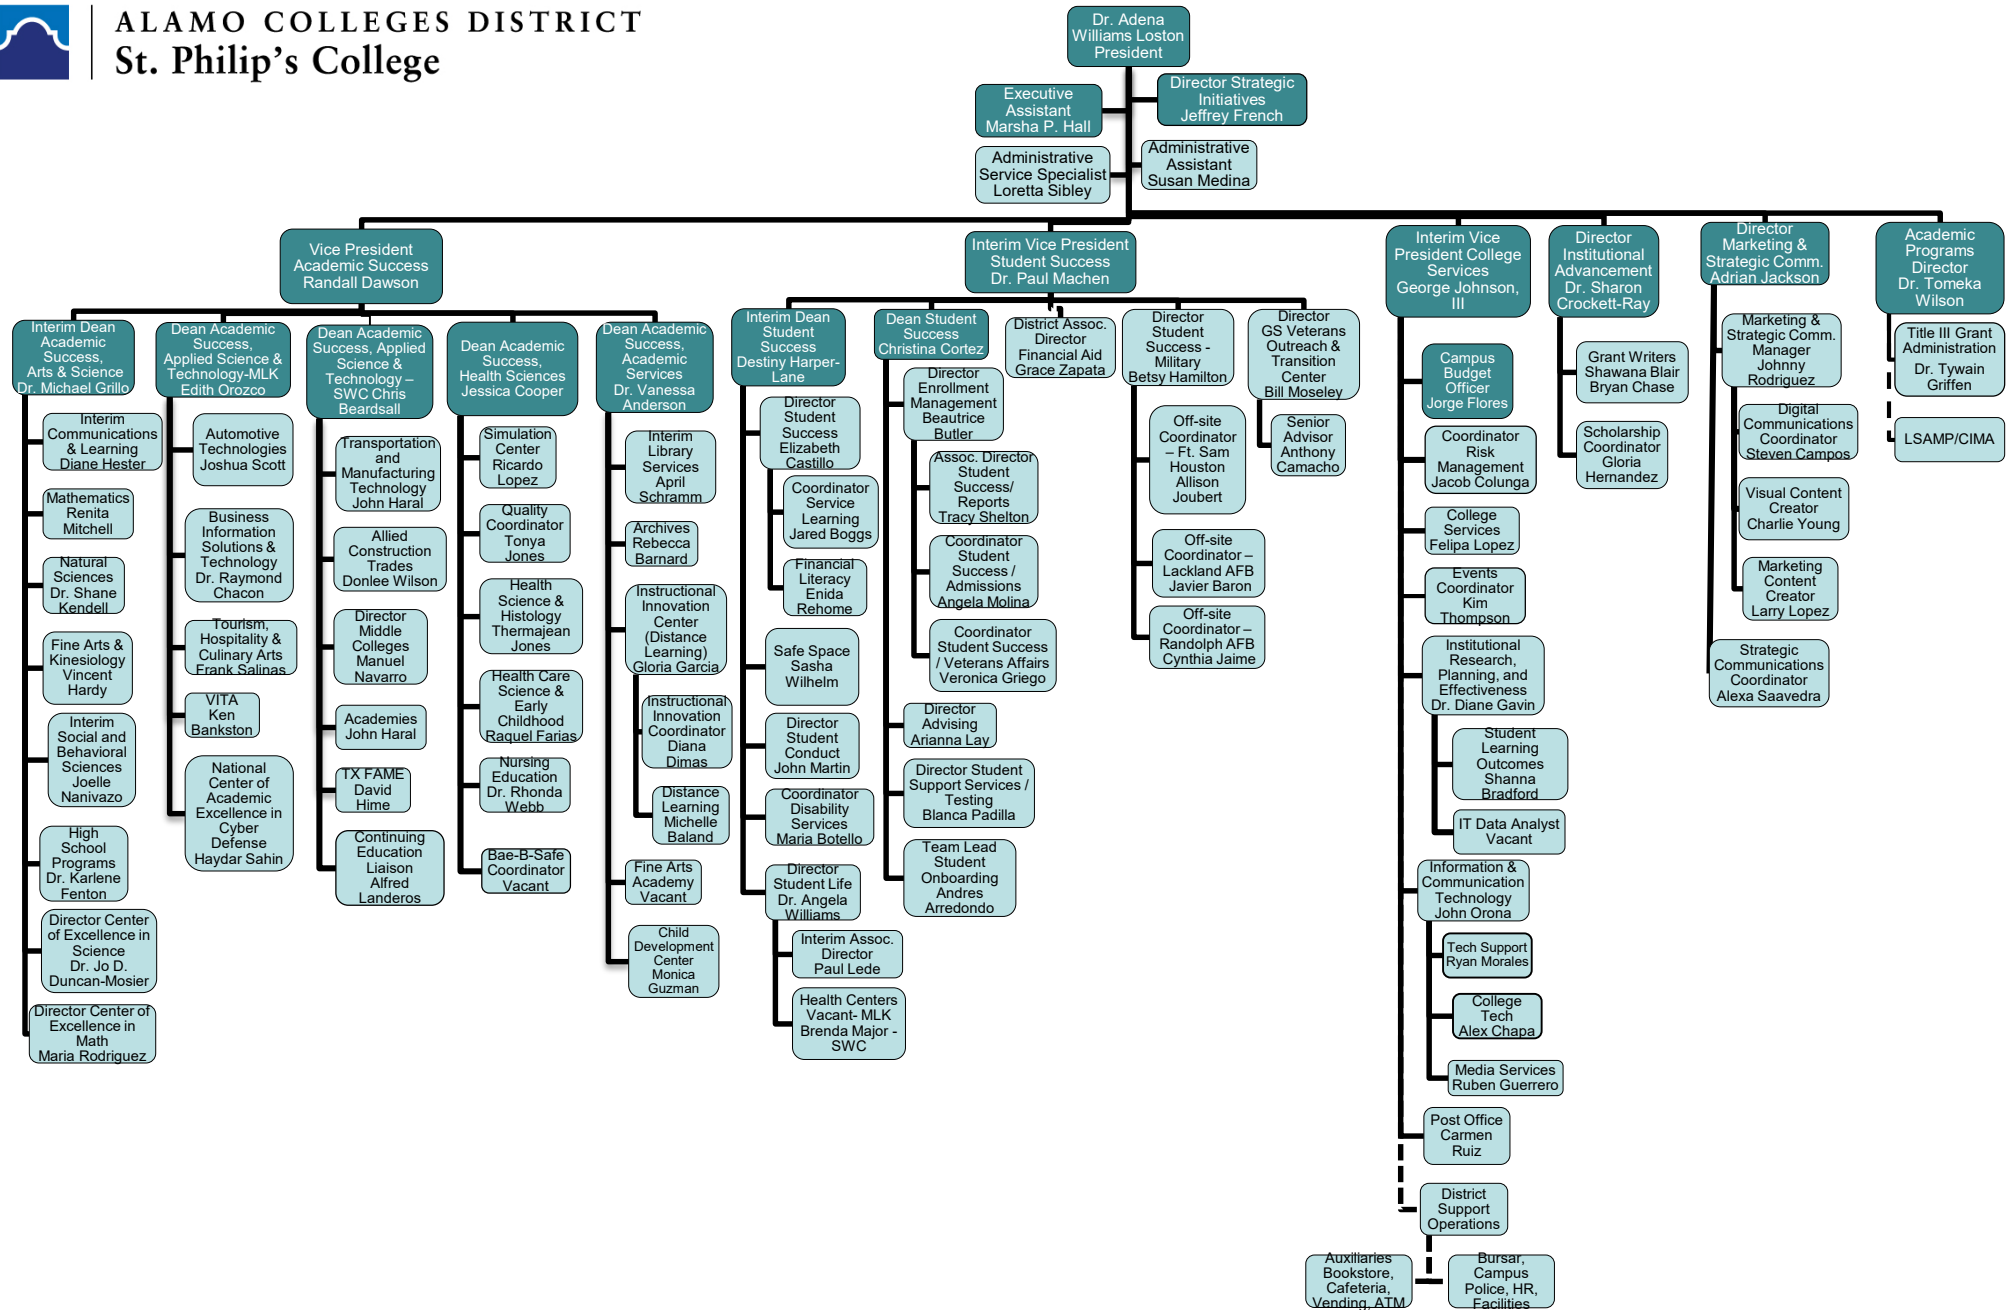 ALAMO COLLEGES DISTRICT
St. Philip's College
Dr. Adena
Williams Loston
President
Executive
Assistant
Marsha P. Hall
Director Strategic
Initiatives
Jeffrey French
Administrative
Service Specialist
Loretta Sibley
Administrative
Assistant
Susan Medina
Vice President
Academic Success
Randall Dawson
Interim Dean
Academic
Success,
Arts & Science
Dr. Michael Grillo
Interim
Communications
& Learning
Diane Hester
Mathematics
Renita
Mitchell
Natural
Sciences
Dr. Shane
Kendell
Fine Arts &
Kinesiology
Vincent
Hardy
Interim
Social and
Behavioral
Sciences
Joelle
Nanivazo
High
School
Programs
Dr. Karlene
Fenton
Director Center
of Excellence in
Science
Dr. Jo D.
Duncan-Mosier
Director Center of
Excellence in
Math
Maria Rodriguez
Dean Academic
Success,
Applied Science &
Technology-MLK
Edith Orozco
Automotive
Technologies
Joshua Scott
Business
Information
Solutions &
Technology
Dr. Raymond
Chacon
Tourism,
Hospitality &
Culinary Arts
Frank Salinas
VITA
Ken
Bankston
National
Center of
Academic
Excellence in
Cyber
Defense
Haydar Sahin
Dean Academic
Success, Applied
Science &
Technology –
SWC Chris
Beardsall
Transportation
and
Manufacturing
Technology
John Haral
Allied
Construction
Trades
Donlee Wilson
Director
Middle
Colleges
Manuel
Navarro
Academies
John Haral
TX FAME
David
Hime
Continuing
Education
Liaison
Alfred
Landeros
Dean Academic
Success,
Health Sciences
Jessica Cooper
Simulation
Center
Ricardo
Lopez
Quality
Coordinator
Tonya
Jones
Health
Science &
Histology
Thermajean
Jones
Health Care
Science &
Early
Childhood
Raquel Farias
Nursing
Education
Dr. Rhonda
Webb
Bae-B-Safe
Coordinator
Vacant
Dean Academic
Success,
Academic
Services
Dr. Vanessa
Anderson
Interim
Library
Services
April
Schramm
Archives
Rebecca
Barnard
Instructional
Innovation
Center
(Distance
Learning)
Gloria Garcia
Instructional
Innovation
Coordinator
Diana
Dimas
Distance
Learning
Michelle
Baland
Fine Arts
Academy
Vacant
Child
Development
Center
Monica
Guzman
Interim Vice President
Student Success
Dr. Paul Machen
Interim Dean
Student
Success
Destiny Harper-
Lane
Director
Student
Success
Elizabeth
Castillo
Coordinator
Service
Learning
Jared Boggs
Financial
Literacy
Enida
Rehome
Safe Space
Sasha
Wilhelm
Director
Student
Conduct
John Martin
Coordinator
Disability
Services
Maria Botello
Director
Student Life
Dr. Angela
Williams
Interim Assoc.
Director
Paul Lede
Health Centers
Vacant- MLK
Brenda Major -
SWC
Dean Student
Success
Christina Cortez
Director
Enrollment
Management
Beautrice
Butler
Assoc. Director
Student
Success/
Reports
Tracy Shelton
Coordinator
Student
Success /
Admissions
Angela Molina
Coordinator
Student Success
/ Veterans Affairs
Veronica Griego
Director
Advising
Arianna Lay
Director Student
Support Services /
Testing
Blanca Padilla
Team Lead
Student
Onboarding
Andres
Arredondo
District Assoc.
Director
Financial Aid
Grace Zapata
Director
Student
Success -
Military
Betsy Hamilton
Off-site
Coordinator
– Ft. Sam
Houston
Allison
Joubert
Off-site
Coordinator –
Lackland AFB
Javier Baron
Off-site
Coordinator –
Randolph AFB
Cynthia Jaime
Director
GS Veterans
Outreach &
Transition
Center
Bill Moseley
Senior
Advisor
Anthony
Camacho
Interim Vice
President College
Services
George Johnson,
III
Campus
Budget
Officer
Jorge Flores
Coordinator
Risk
Management
Jacob Colunga
College
Services
Felipa Lopez
Events
Coordinator
Kim
Thompson
Institutional
Research,
Planning, and
Effectiveness
Dr. Diane Gavin
Student
Learning
Outcomes
Shanna
Bradford
IT Data Analyst
Vacant
Information &
Communication
Technology
John Orona
Tech Support
Ryan Morales
College
Tech
Alex Chapa
Media Services
Ruben Guerrero
Post Office
Carmen
Ruiz
District
Support
Operations
Auxiliaries
Bookstore,
Cafeteria,
Vending, ATM
Bursar,
Campus
Police, HR,
Facilities
Director
Institutional
Advancement
Dr. Sharon
Crockett-Ray
Grant Writers
Shawana Blair
Bryan Chase
Scholarship
Coordinator
Gloria
Hernandez
Director
Marketing &
Strategic Comm.
Adrian Jackson
Marketing &
Strategic Comm.
Manager
Johnny
Rodriguez
Digital
Communications
Coordinator
Steven Campos
Visual Content
Creator
Charlie Young
Marketing
Content
Creator
Larry Lopez
Strategic
Communications
Coordinator
Alexa Saavedra
Academic
Programs
Director
Dr. Tomeka
Wilson
Title III Grant
Administration
Dr. Tywain
Griffen
LSAMP/CIMA